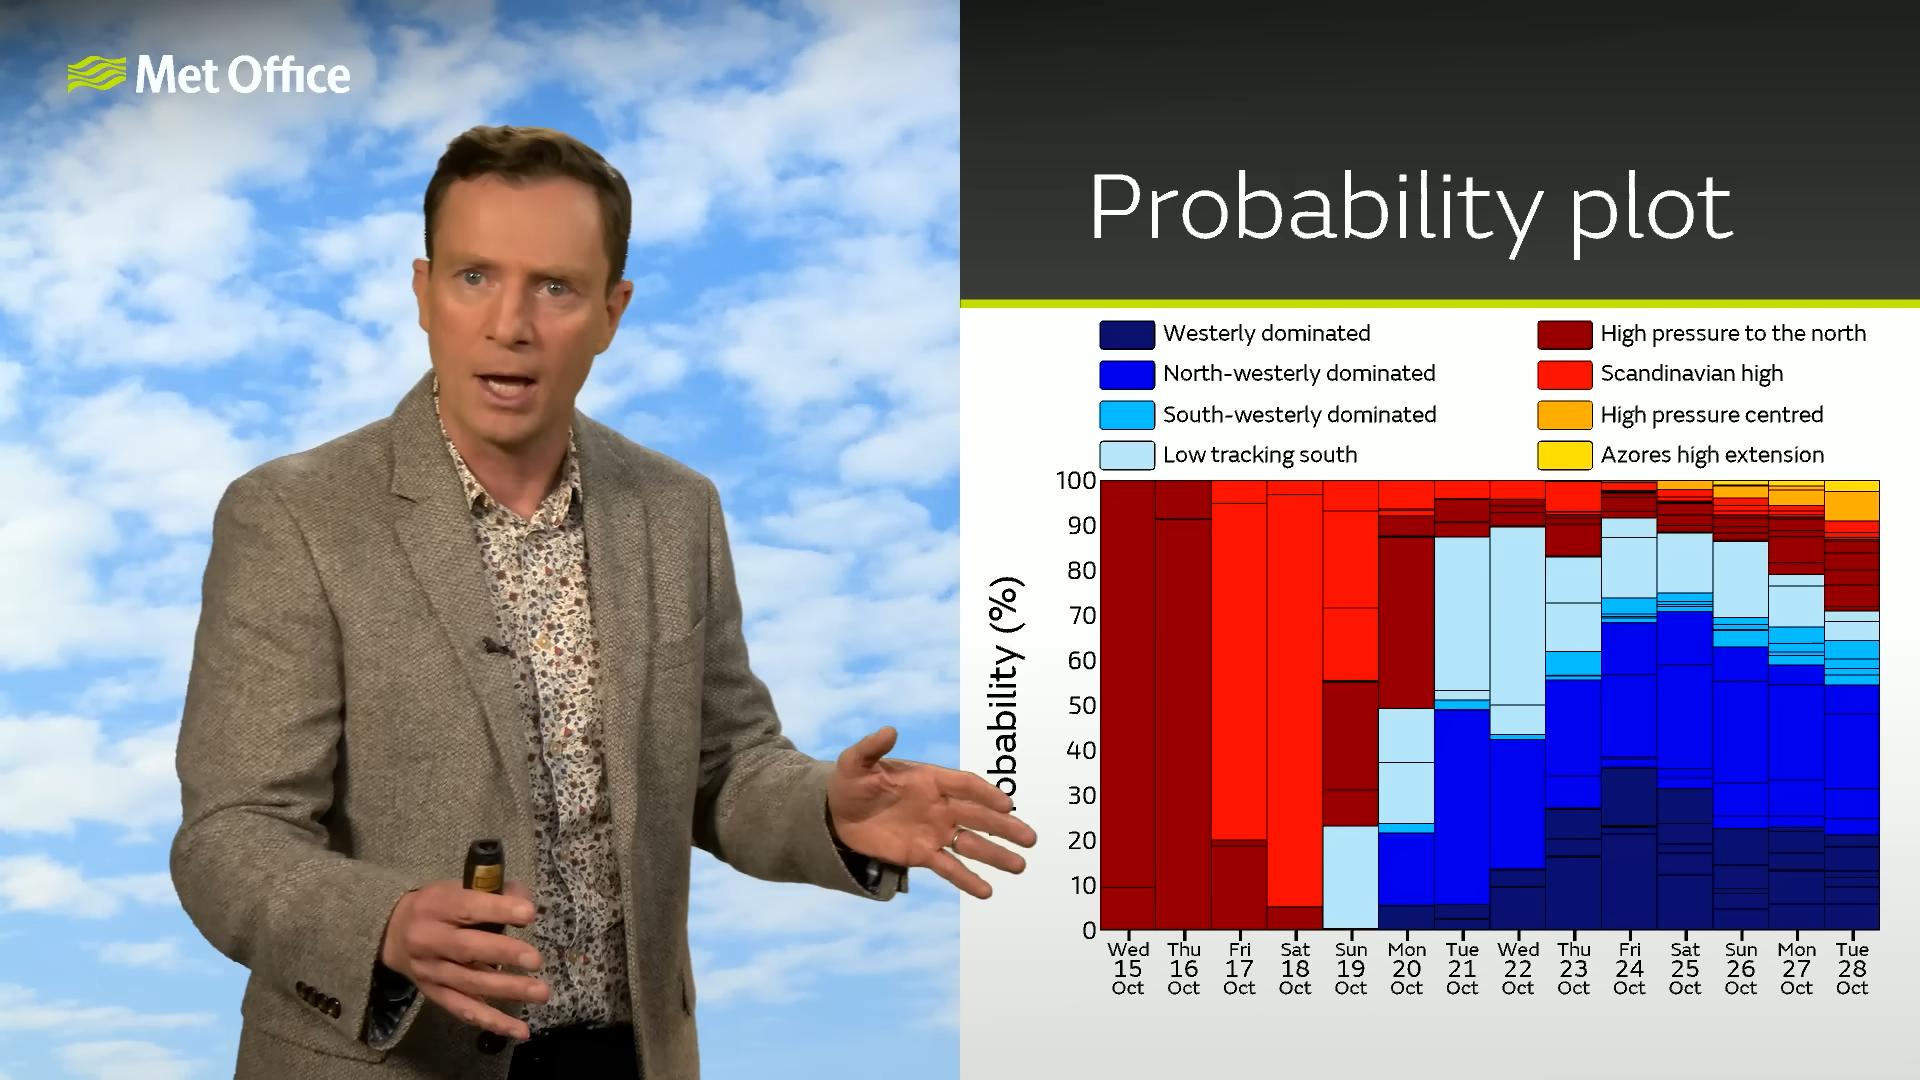 Met Office
Probability plot
Westerly dominated
North-westerly dominated
South-westerly dominated
Low tracking south
High pressure to the north
Scandinavian high
High pressure centred
Azores high extension
100
90
80
70
60
50
40
30
20
10
0
(%)
Wed 15 Oct
Thu 16 Oct
Fri 17 Oct
Sat 18 Oct
Sun 19 Oct
Mon 20 Oct
Tue 21 Oct
Wed 22 Oct
Thu 23 Oct
Fri 24 Oct
Sat 25 Oct
Sun 26 Oct
Mon 27 Oct
Tue 28 Oct